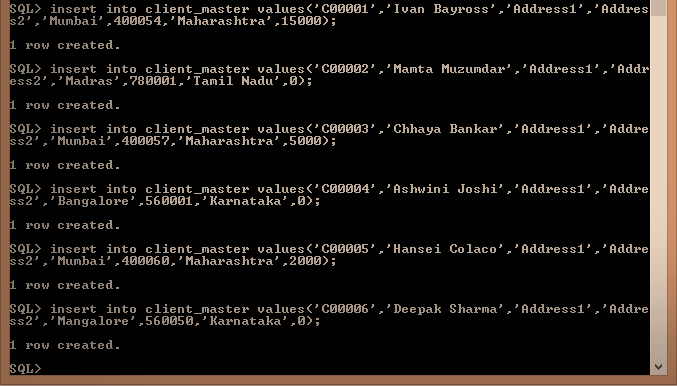 SQL> insert into client_master values('C00001','Ivan Bayross','Address1','Addres
s2','Mumbai',400054,'Maharashtra',15000);
1 row created.
SQL> insert into client_master values('C00002','Mamta Muzumdar','Address1','Addr
ess2','Madras',780001,'Tamil Nadu',0);
1 row created.
SQL> insert into client_master values('C00003','Chhaya Bankar','Address1','Addre
ss2','Mumbai',400057,'Maharashtra',5000);
1 row created.
SQL> insert into client_master values('C00004','Ashwini Joshi','Address1','Addre
ss2','Bangalore',560001,'Karnataka',0);
1 row created.
SQL> insert into client_master values('C00005','Hansei Colaco','Address1','Addre
ss2','Mumbai',400060,'Maharashtra',2000);
1 row created.
SQL> insert into client_master values('C00006','Deepak Sharma','Address1','Addre
ss2','Mangalore',560050,'Karnataka',0);
1 row created.
SQL>